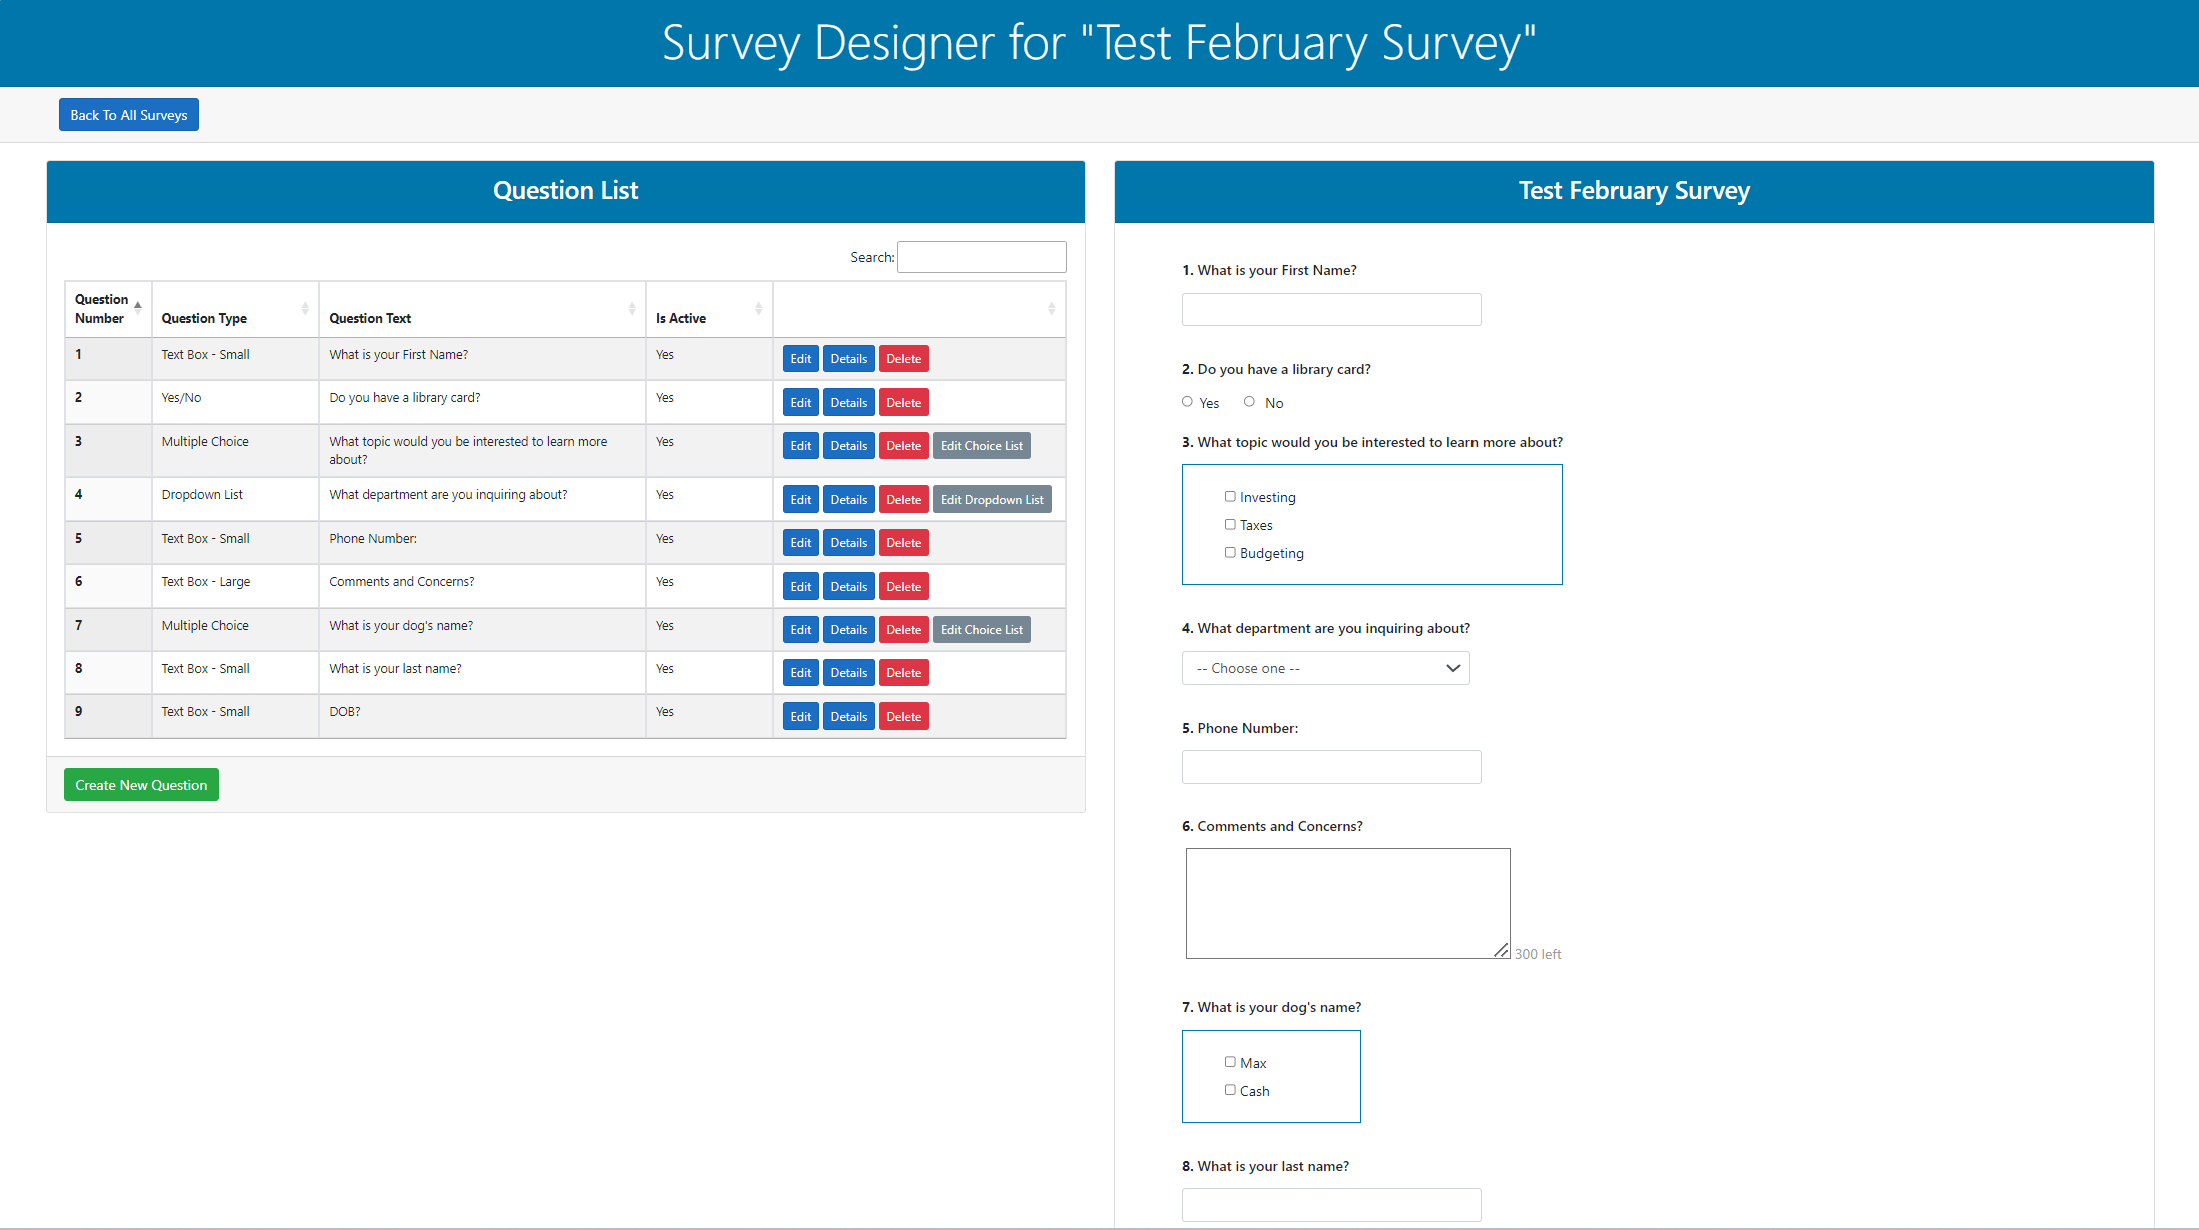 Survey Designer for "Test February Survey"
Back To All Surveys
Question List
Search:
Question Number Question Type Question Text Is Active
1 Text Box - Small What is your First Name? Yes Edit Details Delete
2 Yes/No Do you have a library card? Yes Edit Details Delete
3 Multiple Choice What topic would you be interested to learn more about? Yes Edit Details Delete Edit Choice List
4 Dropdown List What department are you inquiring about? Yes Edit Details Delete Edit Dropdown List
5 Text Box - Small Phone Number: Yes Edit Details Delete
6 Text Box - Large Comments and Concerns? Yes Edit Details Delete
7 Multiple Choice What is your dog's name? Yes Edit Details Delete Edit Choice List
8 Text Box - Small What is your last name? Yes Edit Details Delete
9 Text Box - Small DOB? Yes Edit Details Delete
Create New Question
Test February Survey
1. What is your First Name?
2. Do you have a library card?
Yes No
3. What topic would you be interested to learn more about?
Investing
Taxes
Budgeting
4. What department are you inquiring about?
-- Choose one --
5. Phone Number:
6. Comments and Concerns?
300 left
7. What is your dog's name?
Max
Cash
8. What is your last name?